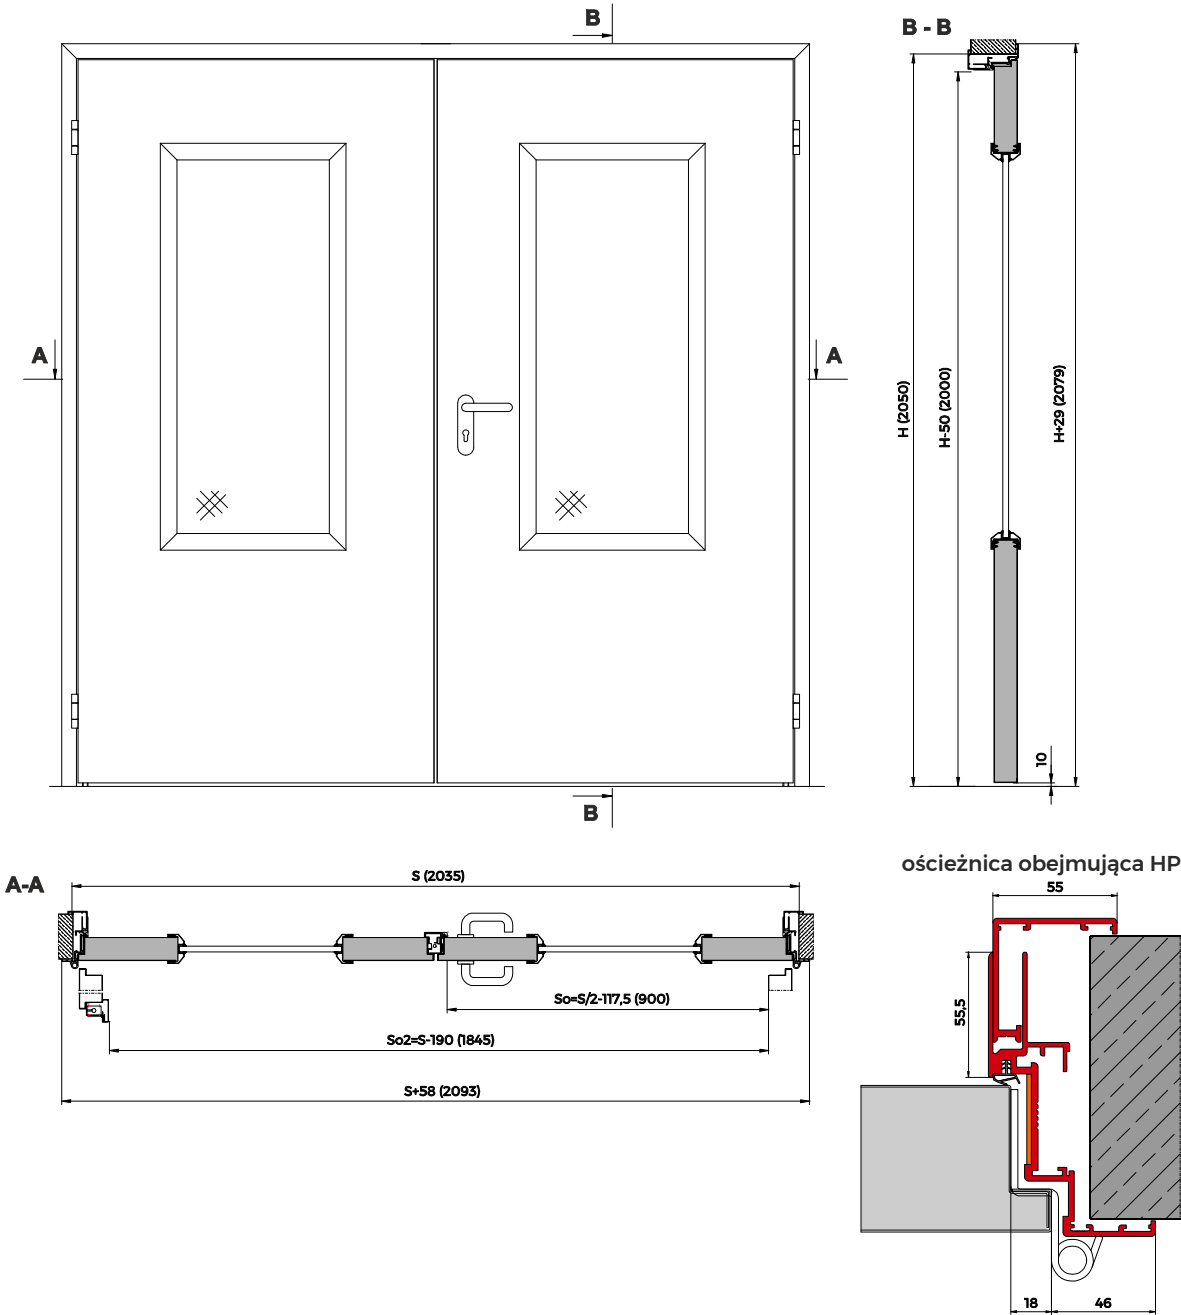 B
B - B
A
A
H (2050)
H-50 (2000)
H+29 (2079)
10
B
A-A
S (2035)
So=S/2-117,5 (900)
So2=S-190 (1845)
S+58 (2093)
ościeżnica obejmująca HP
55
55,5
18
46